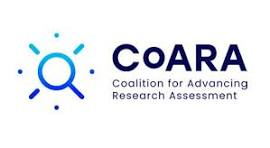 CoARA
Coalition for Advancing
Research Assessment